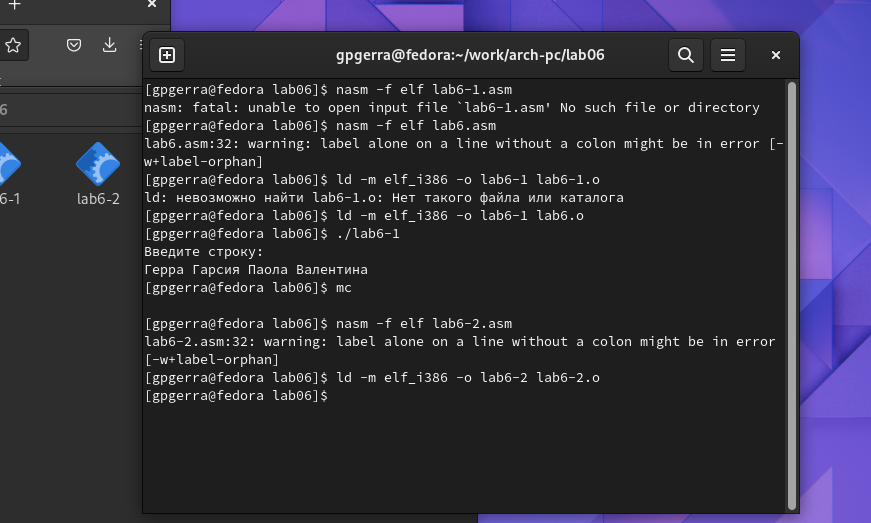 gpgerra@fedora:~/work/arch-pc/lab06
[gpgerra@fedora lab06]$ nasm -f elf lab6-1.asm
nasm: fatal: unable to open input file `lab6-1.asm' No such file or directory
[gpgerra@fedora lab06]$ nasm -f elf lab6.asm
lab6.asm:32: warning: label alone on a line without a colon might be in error [-
w+label-orphan]
[gpgerra@fedora lab06]$ ld -m elf_i386 -o lab6-1 lab6-1.o
ld: невозможно найти lab6-1.o: Нет такого файла или каталога
[gpgerra@fedora lab06]$ ld -m elf_i386 -o lab6-1 lab6.o
[gpgerra@fedora lab06]$ ./lab6-1
Введите строку:
Герра Гарсия Паола Валентина
[gpgerra@fedora lab06]$ mc
[gpgerra@fedora lab06]$ nasm -f elf lab6-2.asm
lab6-2.asm:32: warning: label alone on a line without a colon might be in error
[-w+label-orphan]
[gpgerra@fedora lab06]$ ld -m elf_i386 -o lab6-2 lab6-2.o
[gpgerra@fedora lab06]$
6
6-1
lab6-2